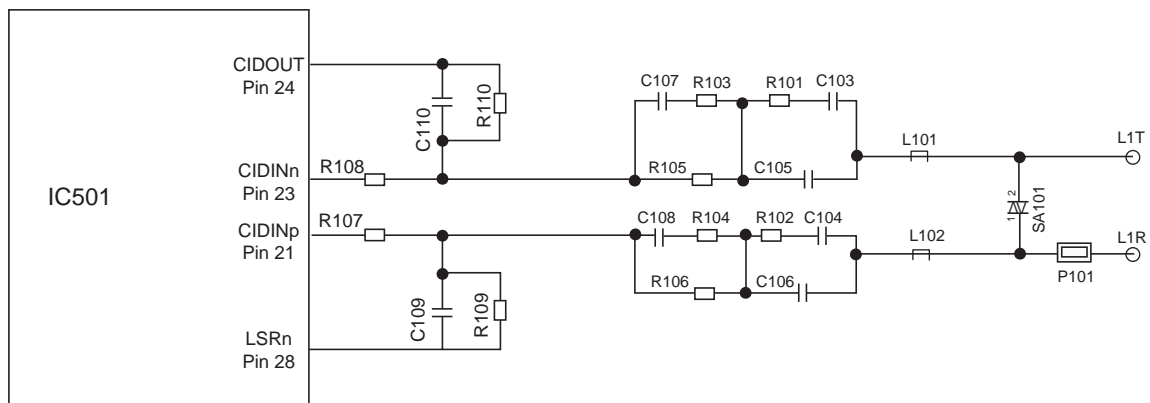 CIDOUT
Pin 24
C110
R110
C107
R103
R101
C103
L101
L1T
CIDINn
Pin 23
R108
R105
C105
IC501
2
1
SA101
CIDINp
Pin 21
R107
C108
R104
R102
C104
L102
L1R
R106
C106
P101
C109
R109
LSRn
Pin 28